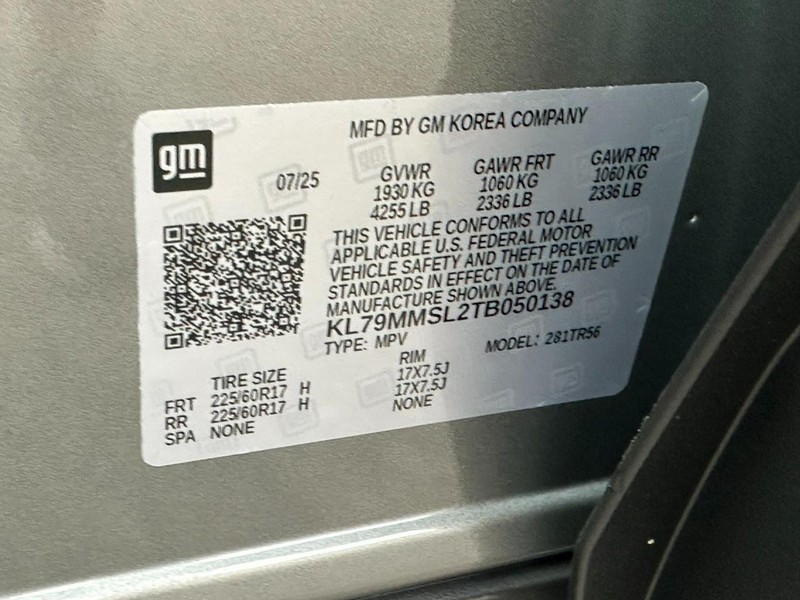 gm
MFD BY GM KOREA COMPANY
07/25
GVWR GAWR FRT GAWR RR
1930 KG 1060 KG 1060 KG
4255 LB 2336 LB 2336 LB
THIS VEHICLE CONFORMS TO ALL
APPLICABLE U.S. FEDERAL MOTOR
VEHICLE SAFETY AND THEFT PREVENTION
STANDARDS IN EFFECT ON THE DATE OF
MANUFACTURE SHOWN ABOVE.
KL79MMSL2TB050138
TYPE: MPV MODEL: 281TR56
TIRE SIZE RIM
FRT 225/60R17 H 17X7.5J
RR 225/60R17 H 17X7.5J
SPA NONE NONE